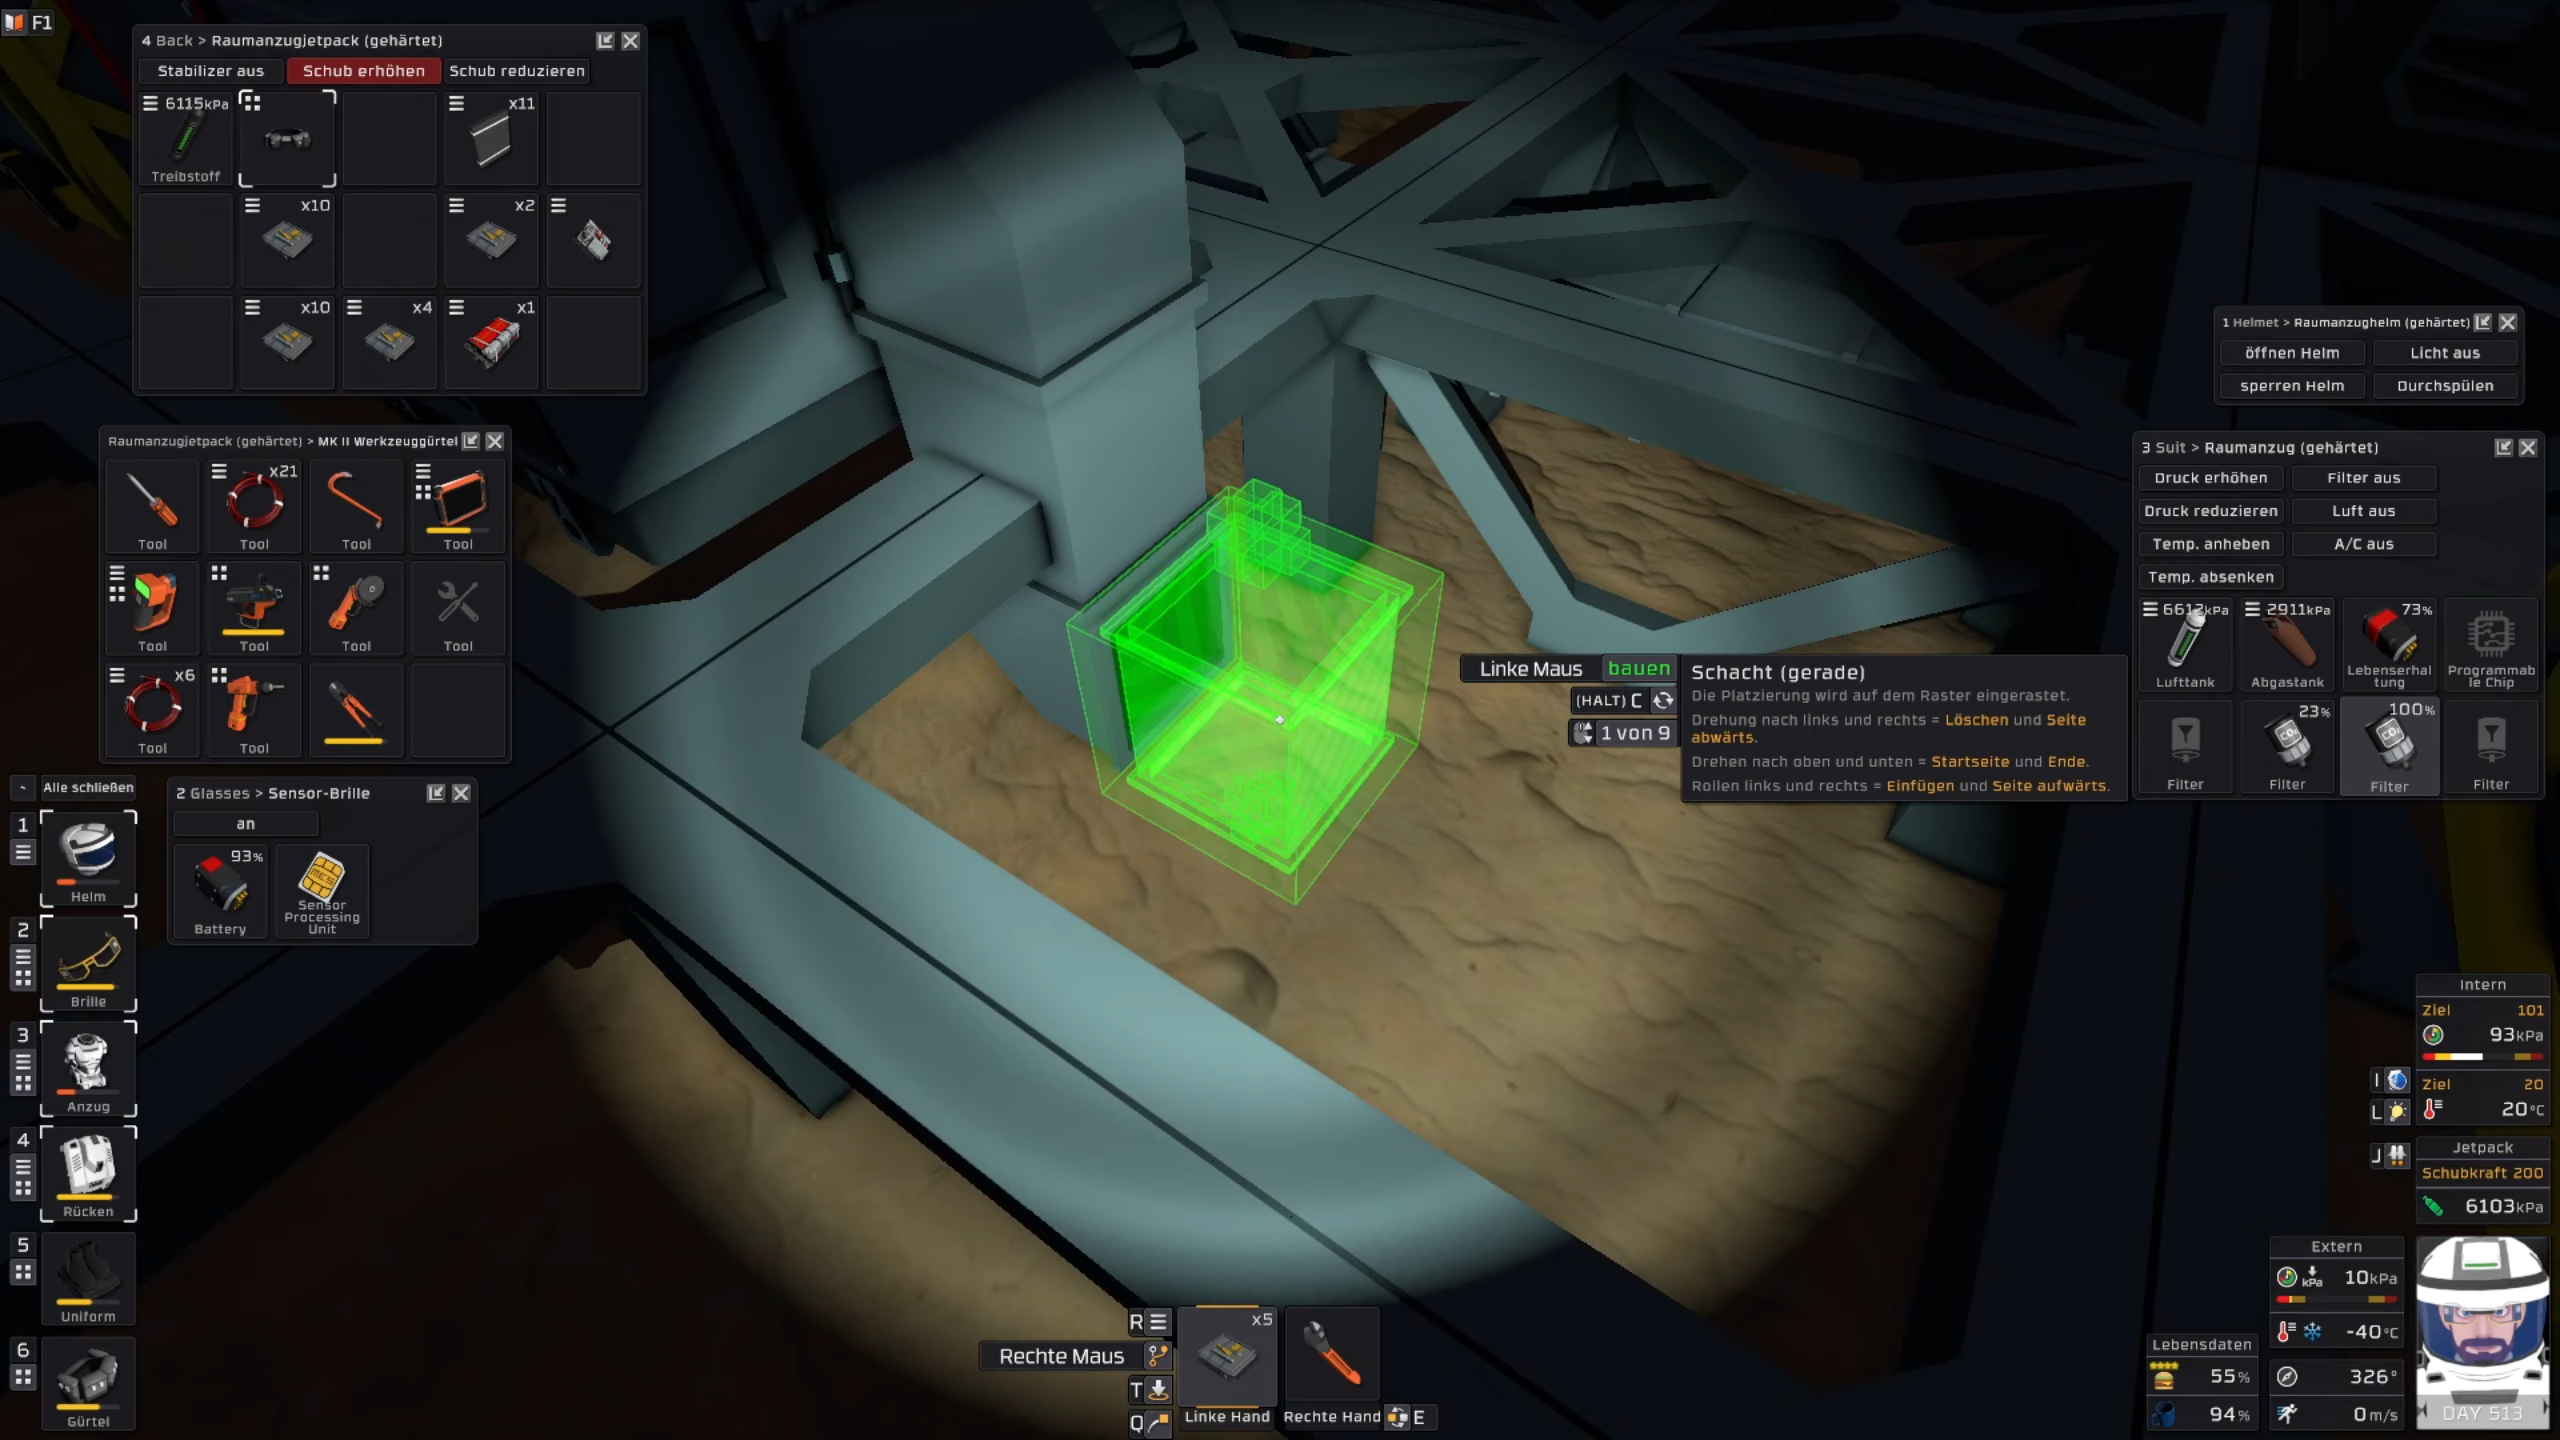 F1
4 Back > Raumanzugjetpack (gehärtet)
Stabilizer aus
Schub erhöhen
Schub reduzieren
6115kPa
x11
Treibstoff
x10
x2
x10
x4
x1
Raumanzugjetpack (gehärtet) > MK II Werkzeuggürtel
x21
Tool
Tool
Tool
Tool
Tool
Tool
Tool
Tool
x6
Tool
Tool
~
Alle schließen
2 Glasses > Sensor-Brille
an
93%
Battery
Sensor
Processing
Unit
1
Helm
2
Brille
3
Anzug
4
Rücken
5
Uniform
6
Gürtel
Linke Maus
bauen
(HALT) C
1 von 9
Schacht (gerade)
Die Platzierung wird auf dem Raster eingerastet.
Drehung nach links und rechts = Löschen und Seite
abwärts.
Drehen nach oben und unten = Startseite und Ende.
Rollen links und rechts = Einfügen und Seite aufwärts.
1 Helmet > Raumanzughelm (gehärtet)
öffnen Helm
Licht aus
sperren Helm
Durchspülen
3 Suit > Raumanzug (gehärtet)
Druck erhöhen
Filter aus
Druck reduzieren
Luft aus
Temp. anheben
A/C aus
Temp. absenken
6612kPa
2911kPa
73%
Lufttank
Abgastank
Lebenserhal
tung
Programmab
le Chip
23%
100%
Filter
Filter
Filter
Filter
Intern
Ziel 101
93kPa
I
Ziel 20
L
20°C
J
Jetpack
Schubkraft 200
6103kPa
Extern
kPa
10kPa
-40°C
326°
0m/s
Lebensdaten
55%
94%
DAY 513
R
Rechte Maus
T
Q
x5
Linke Hand
Rechte Hand
E